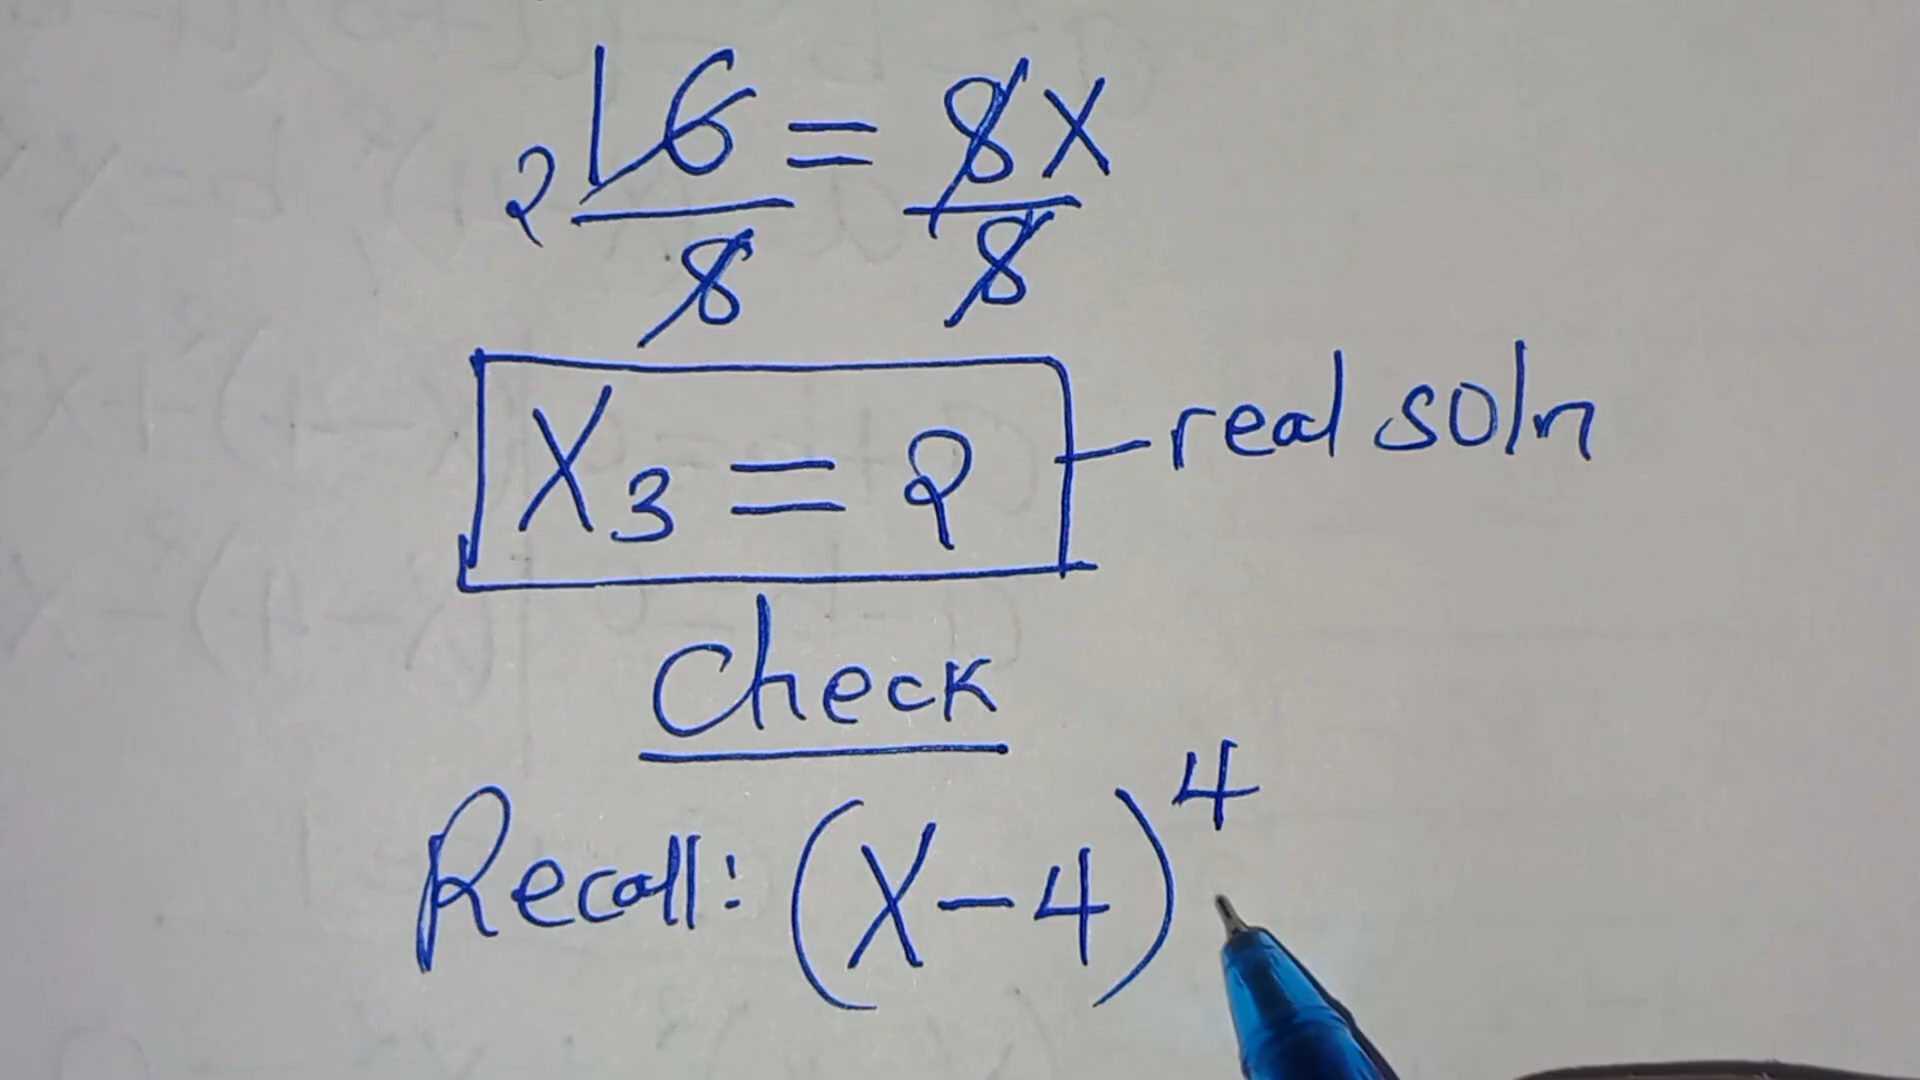 2 16 = 8X
8 8
X3 = 2 - real soln
Check
Recall: (X-4)^4